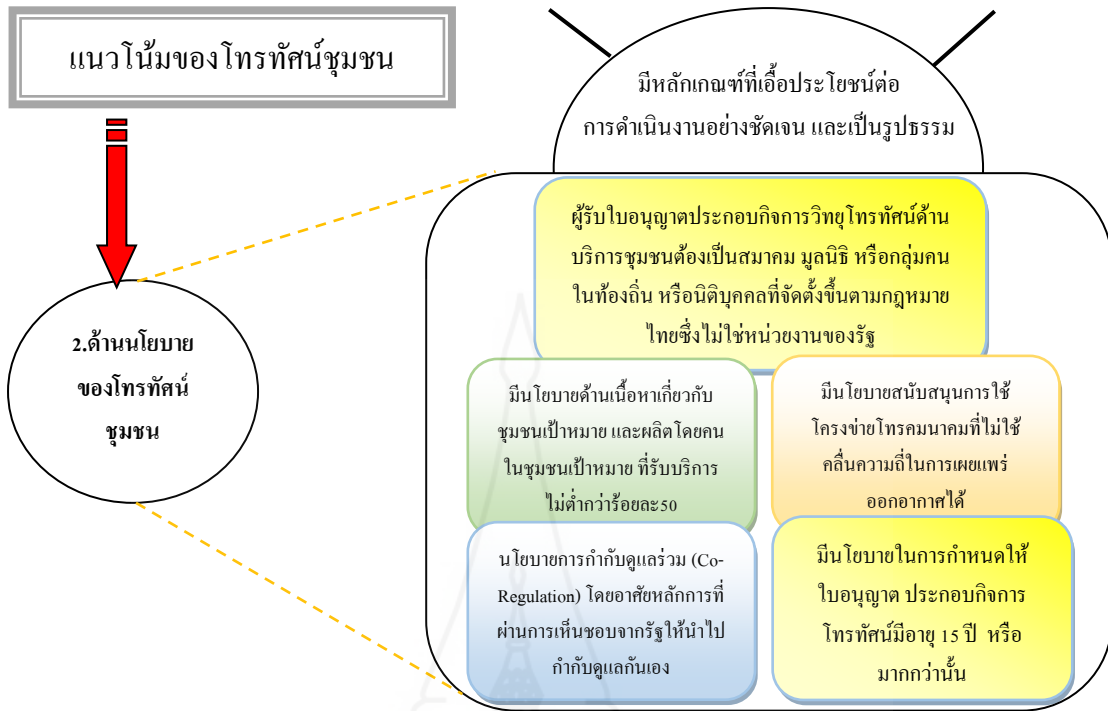 แนวโน้มของโทรทัศน์ชุมชน
มีหลักเกณฑ์ที่เอื้อประโยชน์ต่อ
การดำเนินงานอย่างชัดเจน และเป็นรูปธรรม
ผู้รับใบอนุญาตประกอบกิจการวิทยุโทรทัศน์ด้าน
บริการชุมชนต้องเป็นสมาคม มูลนิธิ หรือกลุ่มคน
ในท้องถิ่น หรือนิติบุคคลที่จัดตั้งขึ้นตามกฎหมาย
ไทยซึ่งไม่ใช่หน่วยงานของรัฐ
2.ด้านนโยบาย
ของโทรทัศน์
ชุมชน
มีนโยบายด้านเนื้อหาเกี่ยวกับ
ชุมชนเป้าหมาย และผลิตโดยคน
ในชุมชนเป้าหมาย ที่รับบริการ
ไม่ต่ำกว่าร้อยละ50
มีนโยบายสนับสนุนการใช้
โครงข่ายโทรคมนาคมที่ไม่ใช้
คลื่นความถี่ในการเผยแพร่
ออกอากาศได้
นโยบายการกำกับดูแลร่วม (Co-
Regulation) โดยอาศัยหลักการที่
ผ่านการเห็นชอบจากรัฐให้นำไป
กำกับดูแลกันเอง
มีนโยบายในการกำหนดให้
ใบอนุญาต ประกอบกิจการ
โทรทัศน์มีอายุ 15 ปี หรือ
มากกว่านั้น